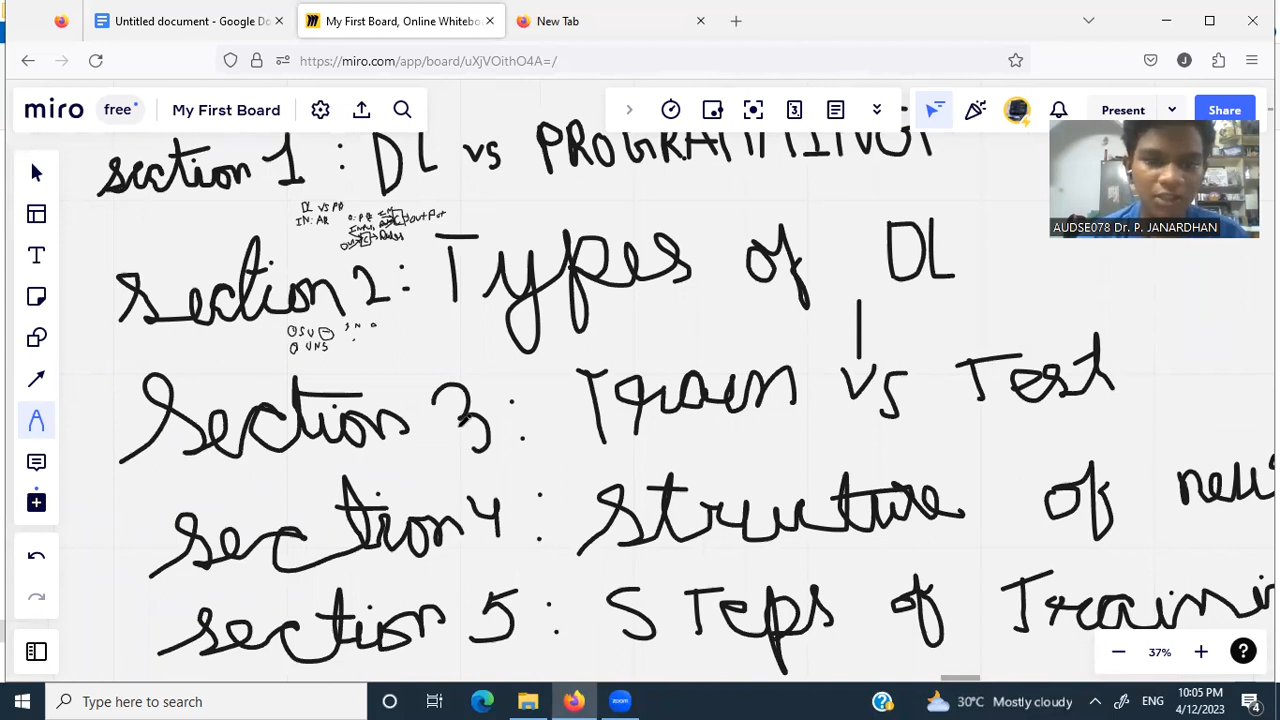 Untitled document - Google Do
My First Board, Online Whitebo
New Tab
https://miro.com/app/board/uXjVOithO4A=/
miro
free
My First Board
Present
Share
section 1 : DL vs PROGRAMMING
AUDSE078 Dr. P. JANARDHAN
section 2 : Types of DL
section 3 : Train vs Test
section 4 : structure of neu
section 5 : 5 Steps of Traini
37%
Type here to search
30°C Mostly cloudy
ENG
10:05 PM
4/12/2023
4